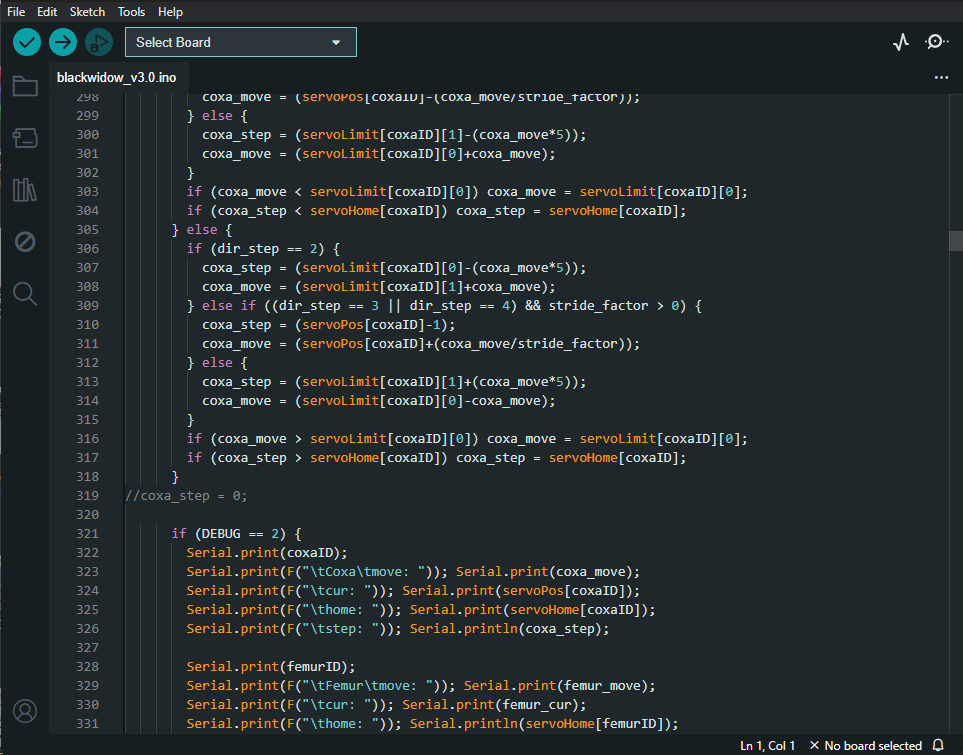 File Edit Sketch Tools Help
Select Board
blackwidow_v3.0.ino
298 coxa_move = (servoPos[coxaID]-(coxa_move/stride_factor));
299 } else {
300 coxa_step = (servoLimit[coxaID][1]-(coxa_move*5));
301 coxa_move = (servoLimit[coxaID][0]+coxa_move);
302 }
303 if (coxa_move < servoLimit[coxaID][0]) coxa_move = servoLimit[coxaID][0];
304 if (coxa_step < servoHome[coxaID]) coxa_step = servoHome[coxaID];
305 } else {
306 if (dir_step == 2) {
307 coxa_step = (servoLimit[coxaID][0]-(coxa_move*5));
308 coxa_move = (servoLimit[coxaID][1]+coxa_move);
309 } else if ((dir_step == 3 || dir_step == 4) && stride_factor > 0) {
310 coxa_step = (servoPos[coxaID]-1);
311 coxa_move = (servoPos[coxaID]+(coxa_move/stride_factor));
312 } else {
313 coxa_step = (servoLimit[coxaID][1]+(coxa_move*5));
314 coxa_move = (servoLimit[coxaID][0]-coxa_move);
315 }
316 if (coxa_move > servoLimit[coxaID][0]) coxa_move = servoLimit[coxaID][0];
317 if (coxa_step > servoHome[coxaID]) coxa_step = servoHome[coxaID];
318 }
319 //coxa_step = 0;
320
321 if (DEBUG == 2) {
322 Serial.print(coxaID);
323 Serial.print(F("\tCoxa\tmove: ")); Serial.print(coxa_move);
324 Serial.print(F("\tcur: ")); Serial.print(servoPos[coxaID]);
325 Serial.print(F("\thome: ")); Serial.print(servoHome[coxaID]);
326 Serial.print(F("\tstep: ")); Serial.println(coxa_step);
327
328 Serial.print(femurID);
329 Serial.print(F("\tFemur\tmove: ")); Serial.print(femur_move);
330 Serial.print(F("\tcur: ")); Serial.print(femur_cur);
331 Serial.print(F("\thome: ")); Serial.println(servoHome[femurID]);
Ln 1, Col 1 No board selected